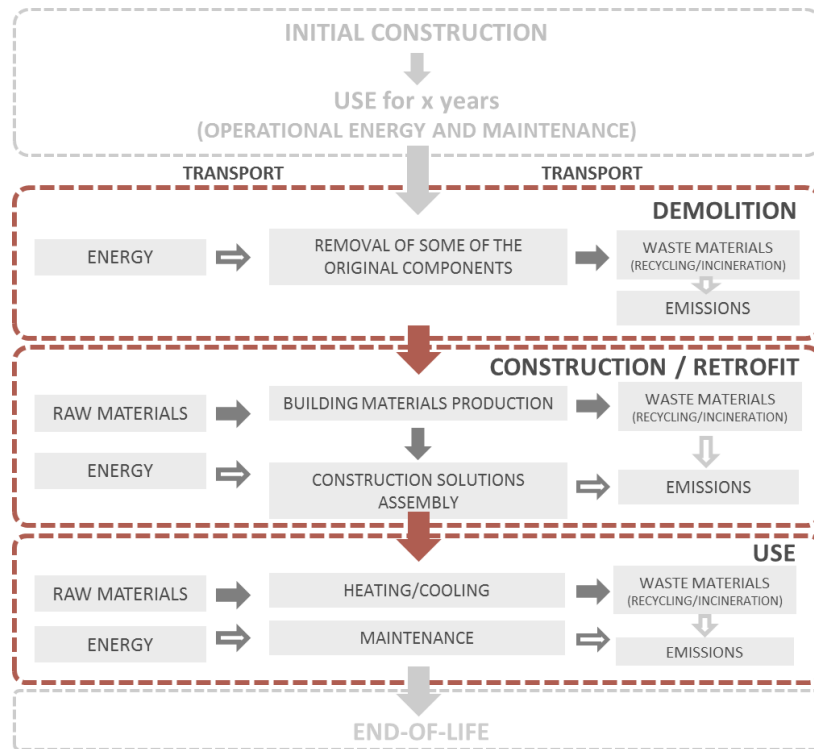 INITIAL CONSTRUCTION
USE for x years
(OPERATIONAL ENERGY AND MAINTENANCE)
TRANSPORT
TRANSPORT
DEMOLITION
ENERGY
REMOVAL OF SOME OF THE
ORIGINAL COMPONENTS
WASTE MATERIALS
(RECYCLING/INCINERATION)
EMISSIONS
CONSTRUCTION / RETROFIT
RAW MATERIALS
BUILDING MATERIALS PRODUCTION
WASTE MATERIALS
(RECYCLING/INCINERATION)
ENERGY
CONSTRUCTION SOLUTIONS
ASSEMBLY
EMISSIONS
USE
RAW MATERIALS
HEATING/COOLING
WASTE MATERIALS
(RECYCLING/INCINERATION)
ENERGY
MAINTENANCE
EMISSIONS
END-OF-LIFE